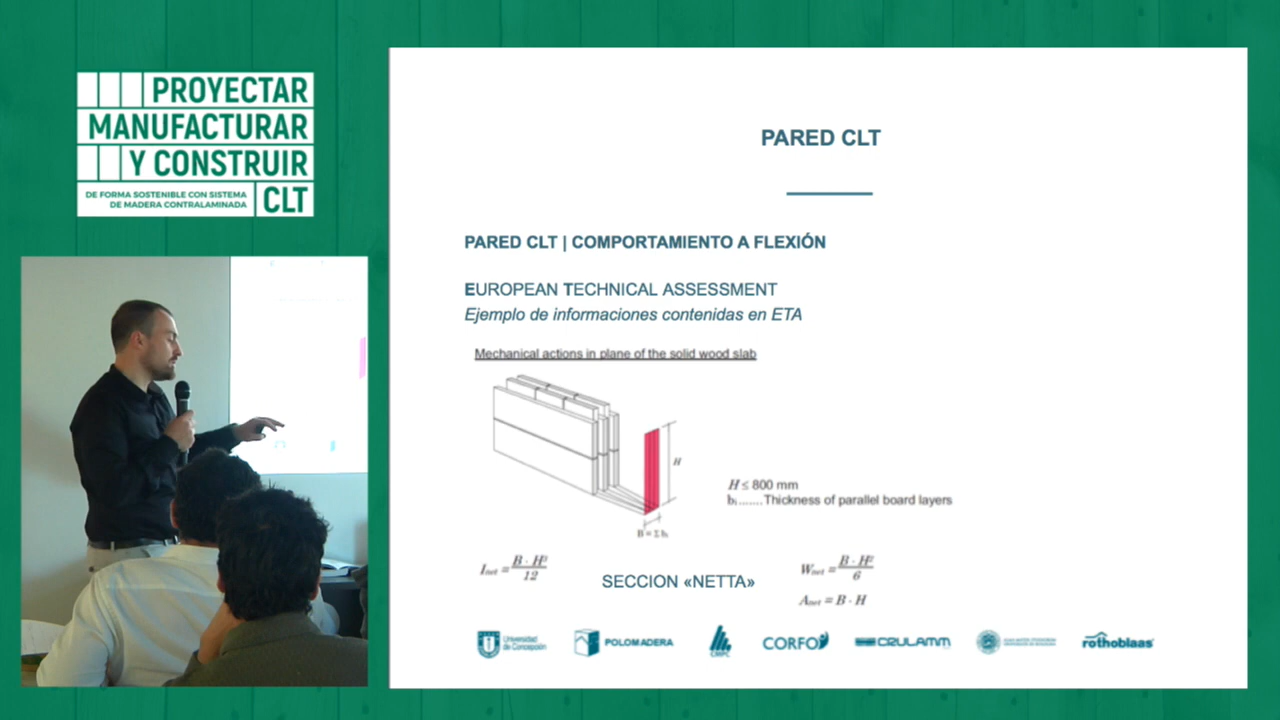 PROYECTAR
MANUFACTURAR
Y CONSTRUIR
DE FORMA SOSTENIBLE CON SISTEMA
DE MADERA CONTRALAMINADA
CLT
PARED CLT
PARED CLT | COMPORTAMIENTO A FLEXIÓN
EUROPEAN TECHNICAL ASSESSMENT
Ejemplo de informaciones contenidas en ETA
Mechanical actions in plane of the solid wood slab
H
H ≤ 800 mm
bᵢ.......Thickness of parallel board layers
B = Σ bᵢ
Iₙₑₜ = B · H³ / 12
SECCION «NETTA»
Wₙₑₜ = B · H² / 6
Aₙₑₜ = B · H
Universidad
de Concepción
POLOMADERA
CMPC
CORFO
CRULAMM
rothoblaas